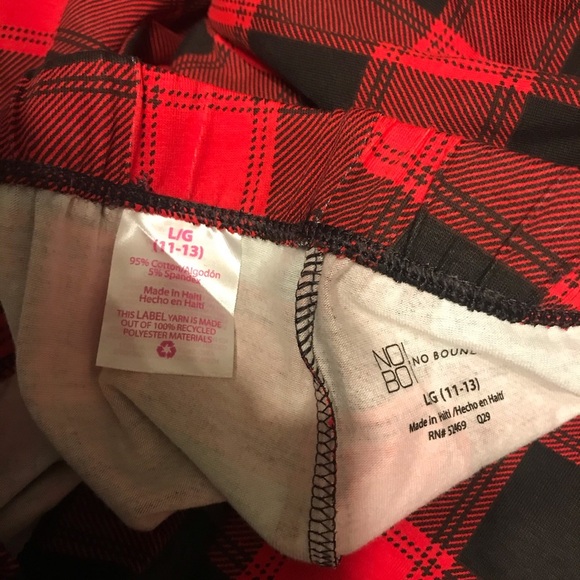 L/G
(11-13)
95% Cotton/Algodón
5% Spandex
Made in Haiti
Hecho en Haití
THIS LABEL YARN IS MADE
OUT OF 100% RECYCLED
POLYESTER MATERIALS
NO
BO
NO BOUND
LG (11-13)
Made in Haiti /Hecho en Haití
RN# 52469 029